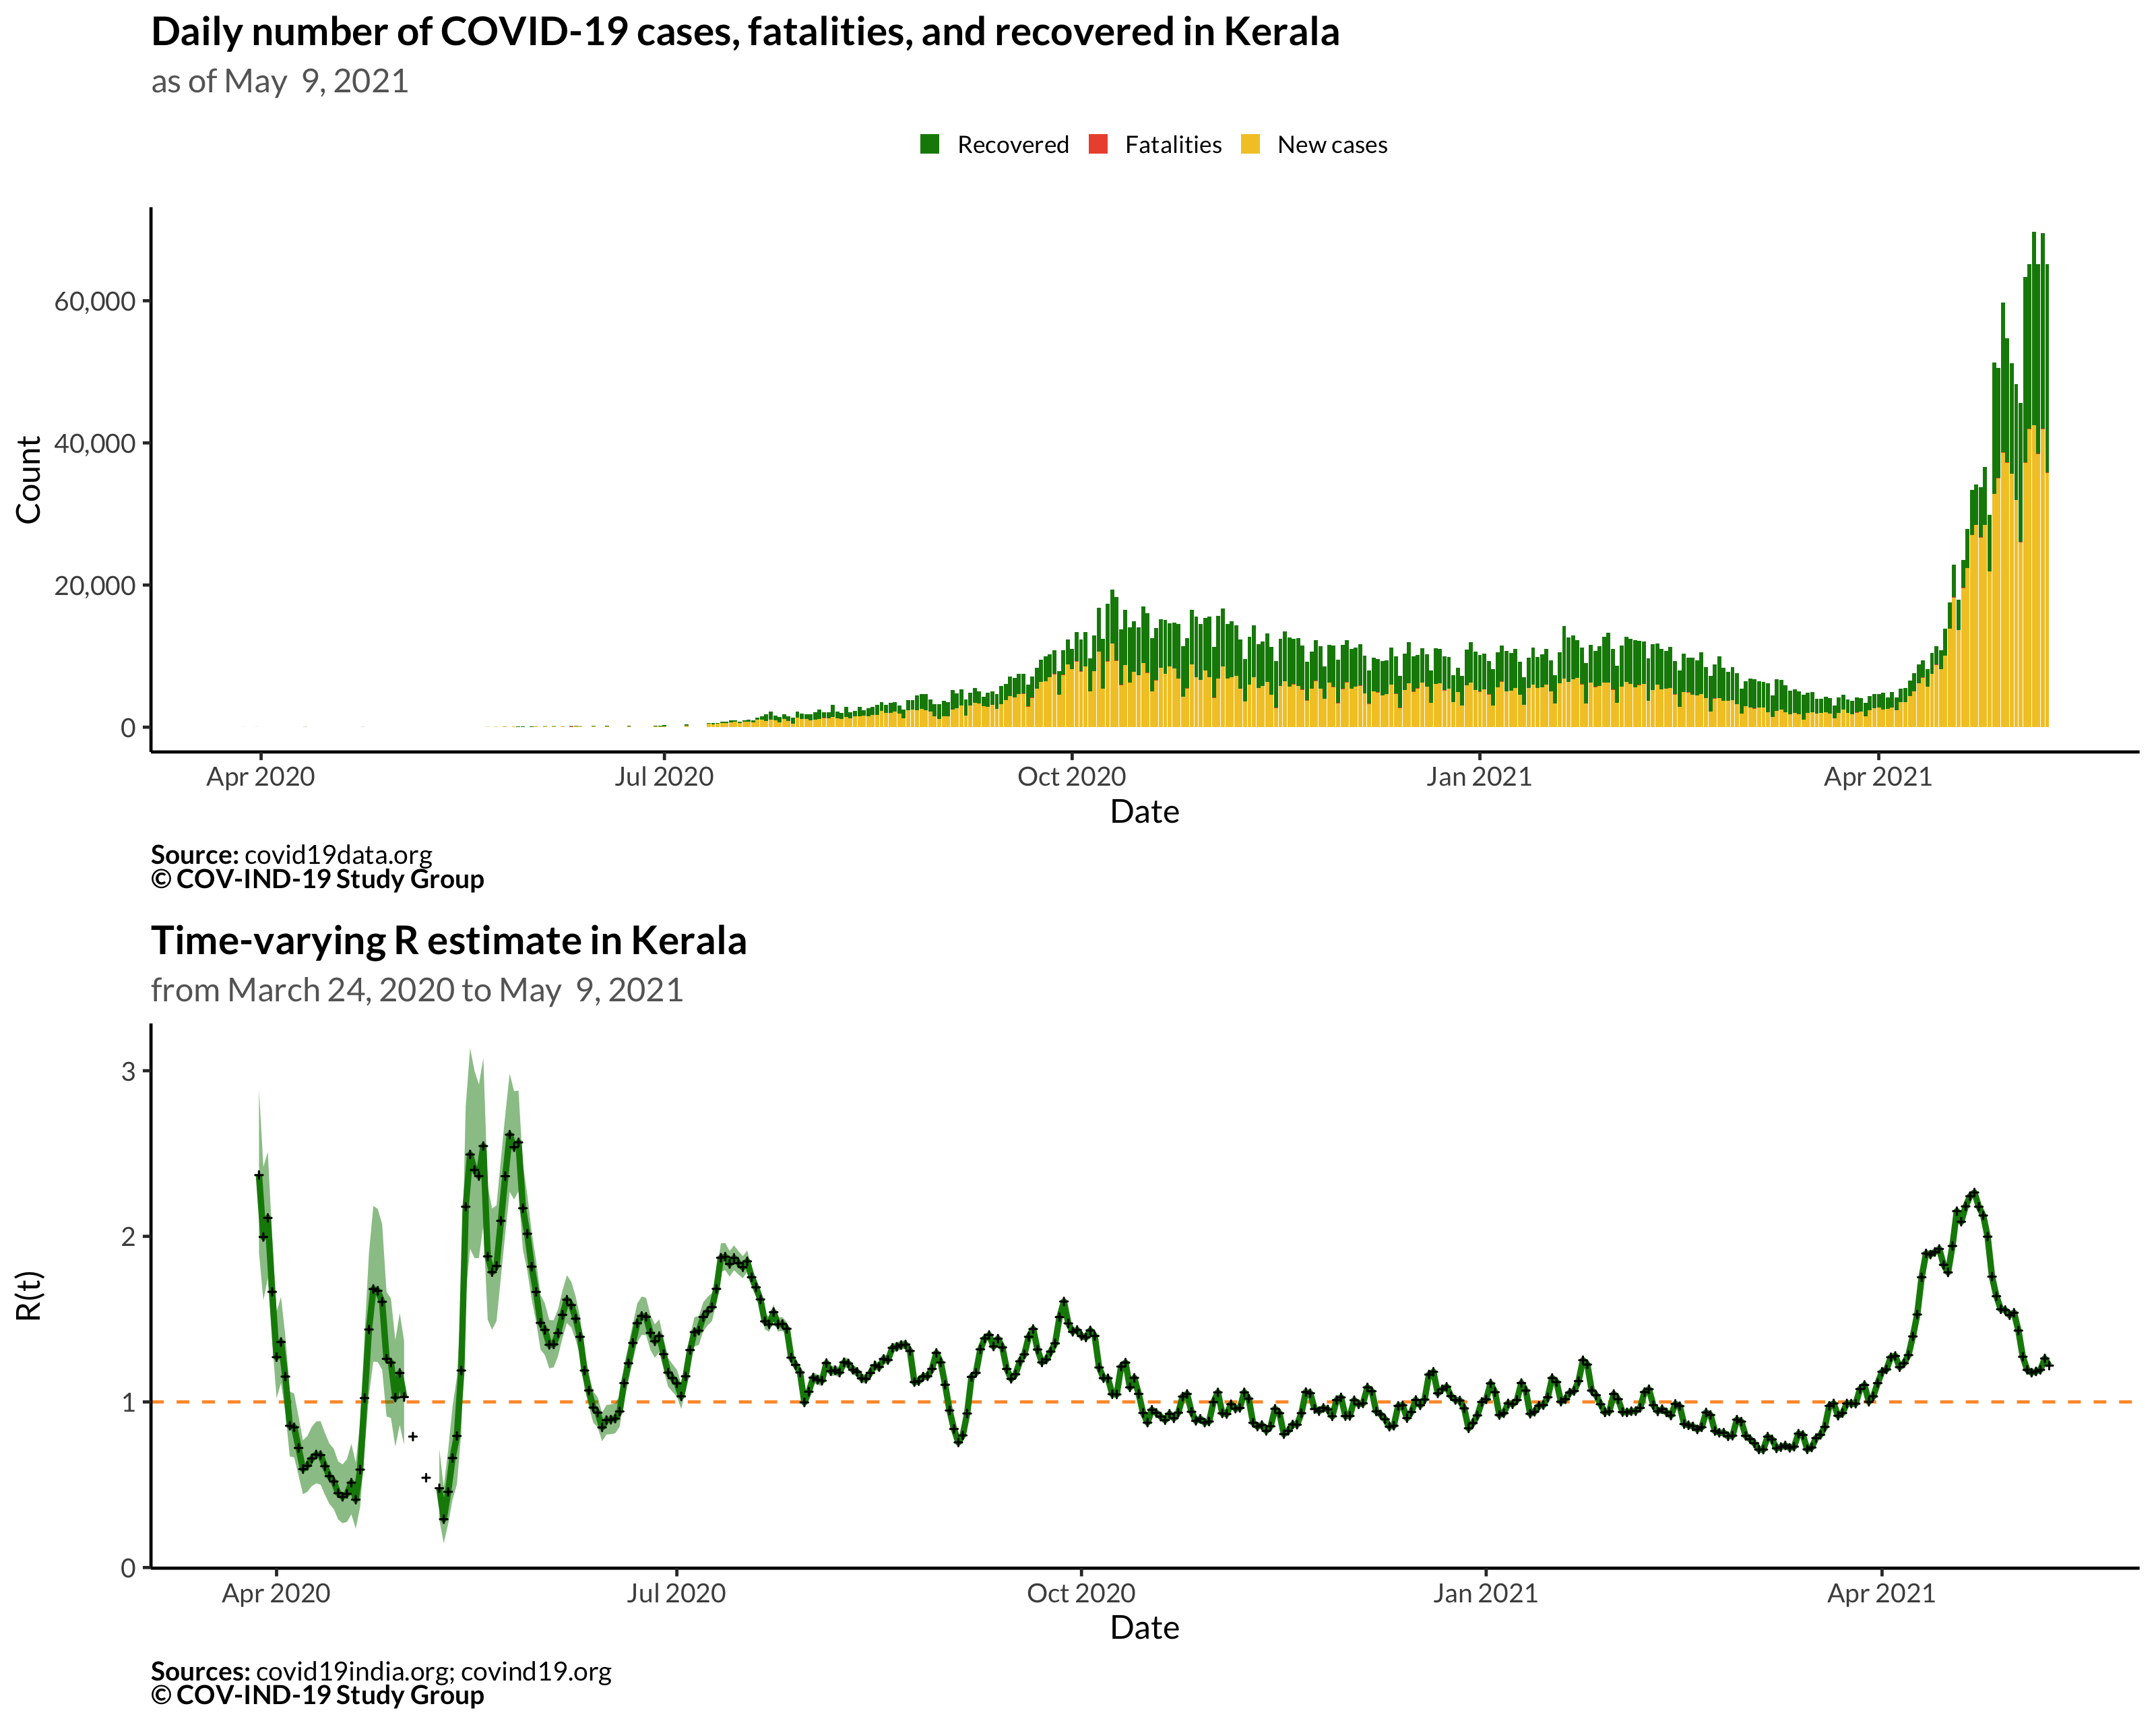 Daily number of COVID-19 cases, fatalities, and recovered in Kerala
as of May  9, 2021
Recovered Fatalities New cases
Count
60,000
40,000
20,000
0
Apr 2020 Jul 2020 Oct 2020 Jan 2021 Apr 2021
Date
Source: covid19data.org
© COV-IND-19 Study Group
Time-varying R estimate in Kerala
from March 24, 2020 to May  9, 2021
R(t)
3
2
1
0
Apr 2020 Jul 2020 Oct 2020 Jan 2021 Apr 2021
Date
Sources: covid19india.org; covind19.org
© COV-IND-19 Study Group